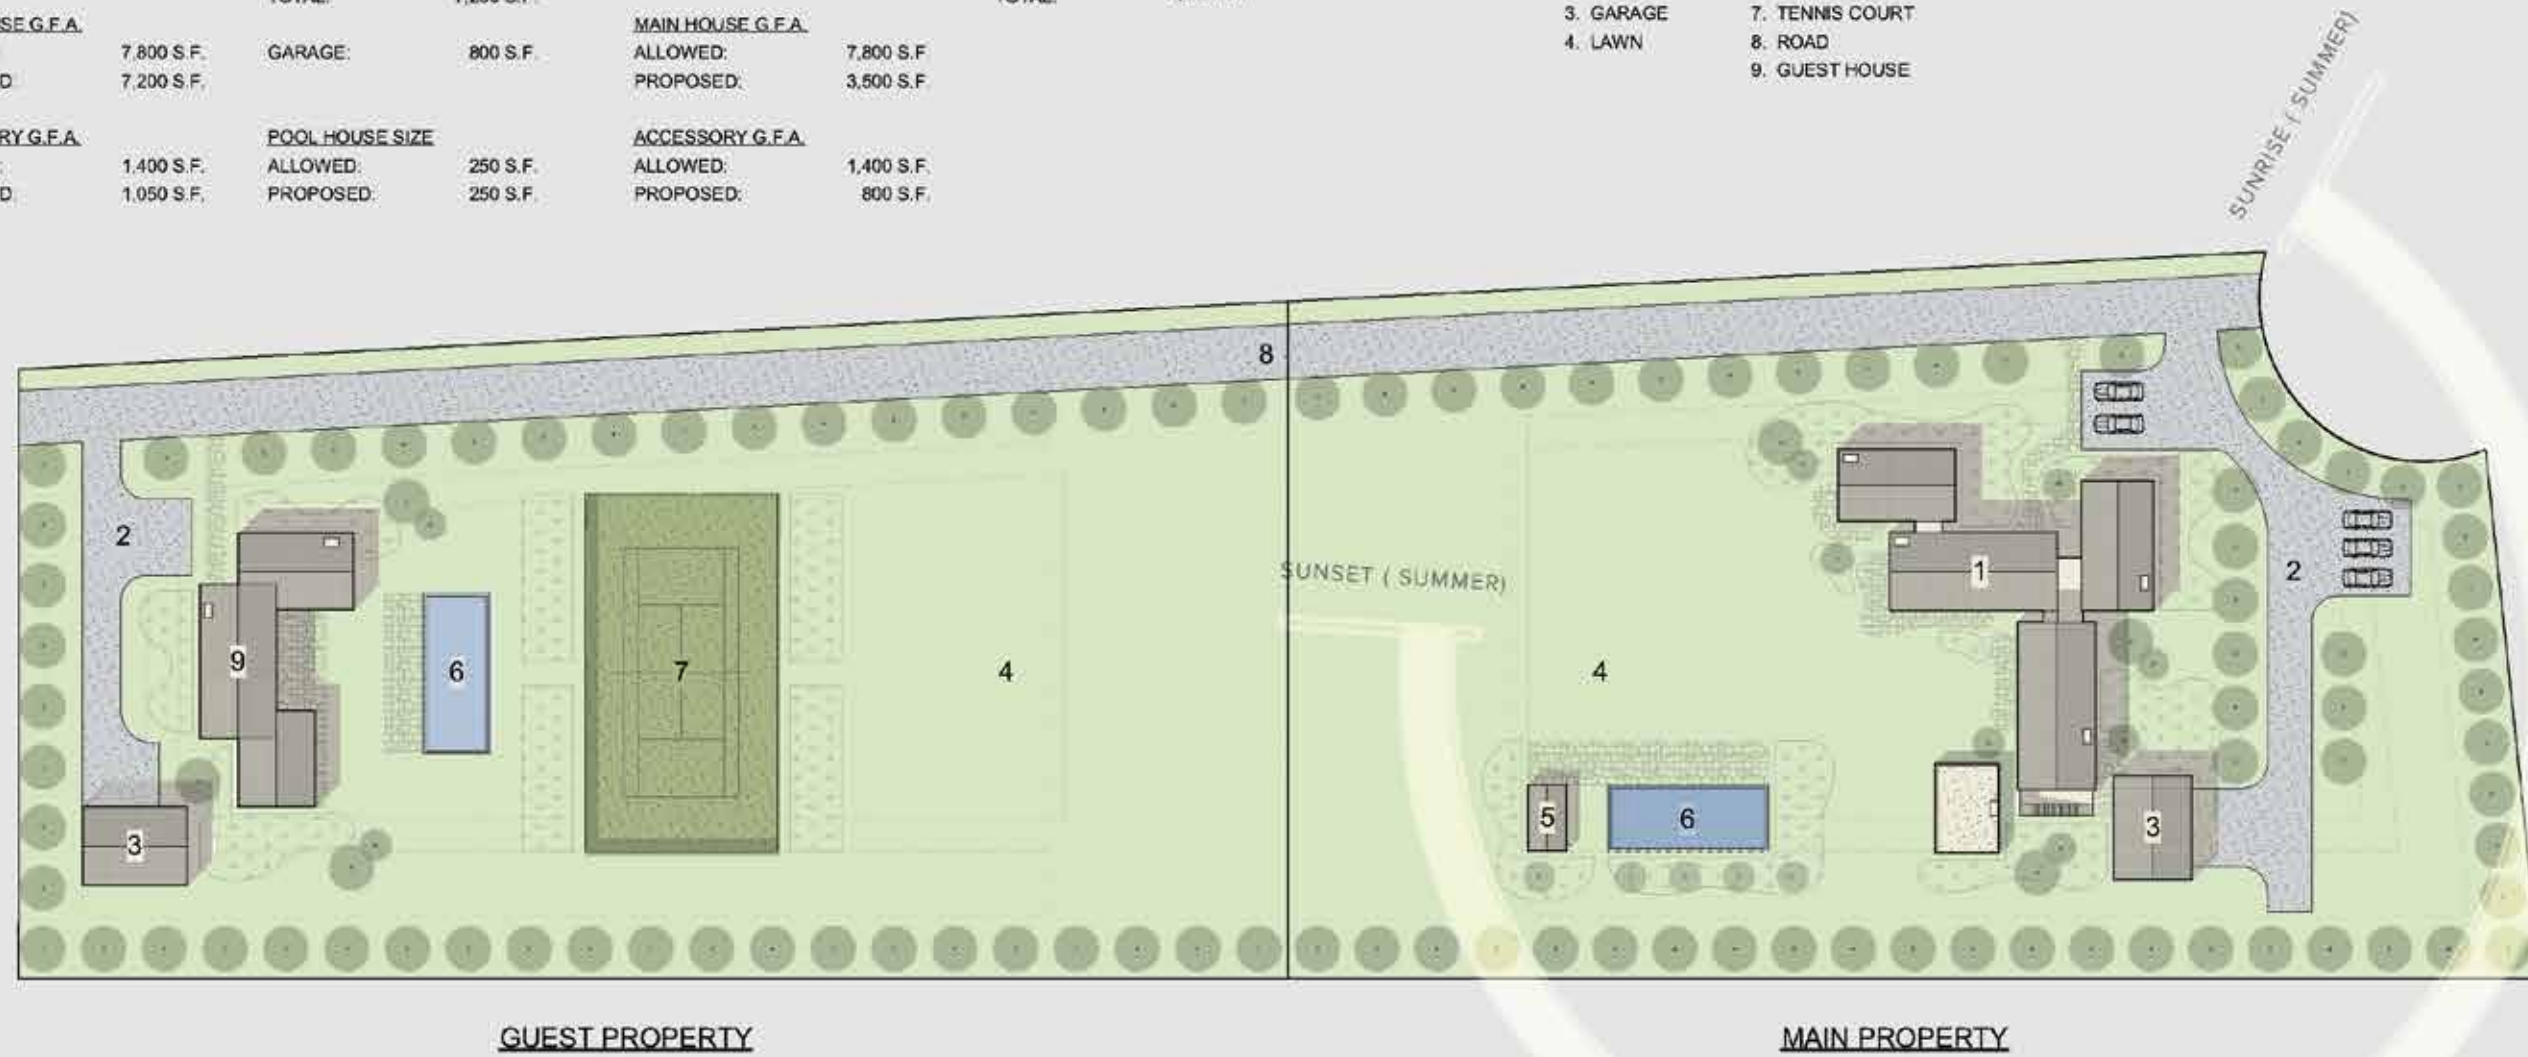 TOTAL:
SE G.F.A.
7,800 S.F.
D:
7,200 S.F.
RY G.F.A.
1,400 S.F.
D:
1,050 S.F.
GARAGE: 800 S.F.
POOL HOUSE SIZE
ALLOWED: 250 S.F.
PROPOSED: 250 S.F.
MAIN HOUSE G.F.A.
ALLOWED: 7,800 S.F.
PROPOSED: 3,500 S.F.
ACCESSORY G.F.A.
ALLOWED: 1,400 S.F.
PROPOSED: 800 S.F.
TOTAL:
3. GARAGE
4. LAWN
7. TENNIS COURT
8. ROAD
9. GUEST HOUSE
SUNRISE ( SUMMER)
8
2
9
6
7
4
3
SUNSET ( SUMMER)
4
1
2
5
6
3
GUEST PROPERTY
MAIN PROPERTY